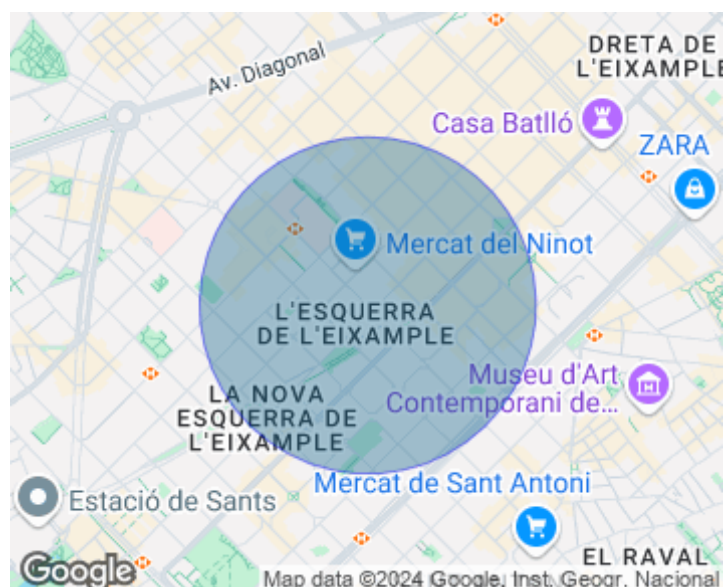 DRETA DE
L'EIXAMPLE
Av. Diagonal
Casa Batlló
ZARA
Mercat del Ninot
L'ESQUERRA
DE L'EIXAMPLE
Museu d'Art
Contemporani de...
LA NOVA
ESQUERRA DE
L'EIXAMPLE
Mercat de Sant Antoni
Estació de Sants
EL RAVAL
Google
Map data ©2024 Google, Inst. Geogr. Nacional